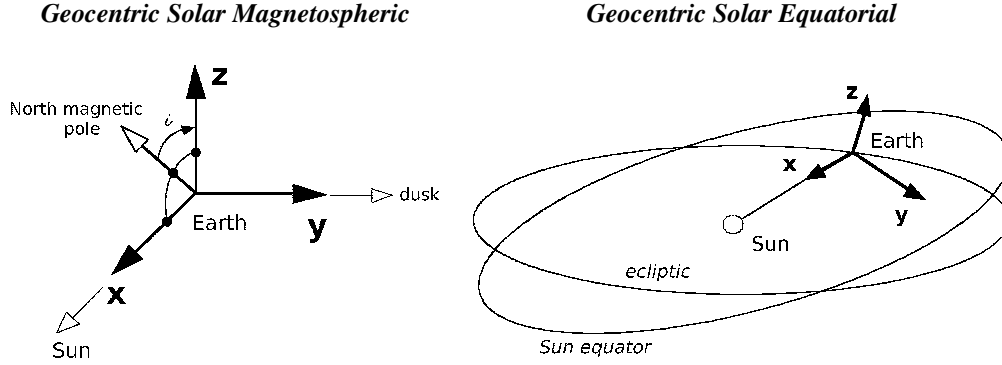 Geocentric Solar Magnetospheric
Geocentric Solar Equatorial
z
North magnetic
pole
dusk
Earth
y
x
Sun
z
Earth
x
y
Sun
ecliptic
Sun equator